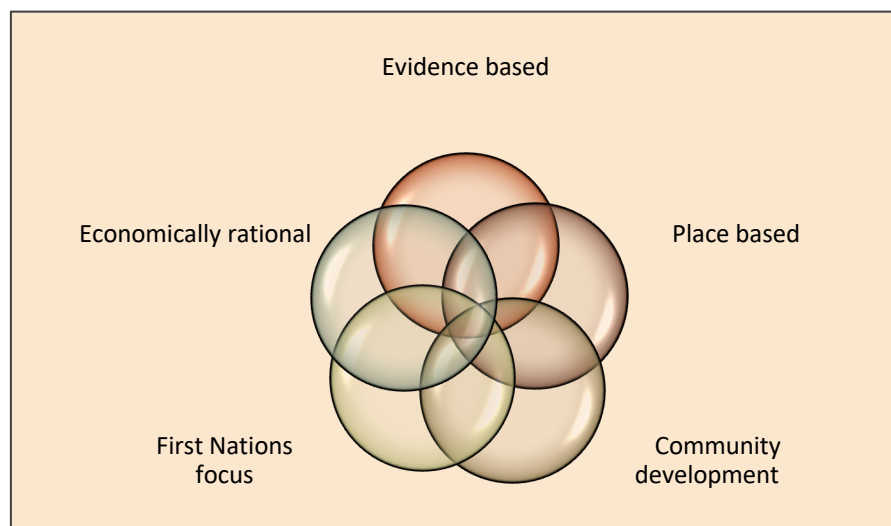 Evidence based
Economically rational
Place based
First Nations
focus
Community
development